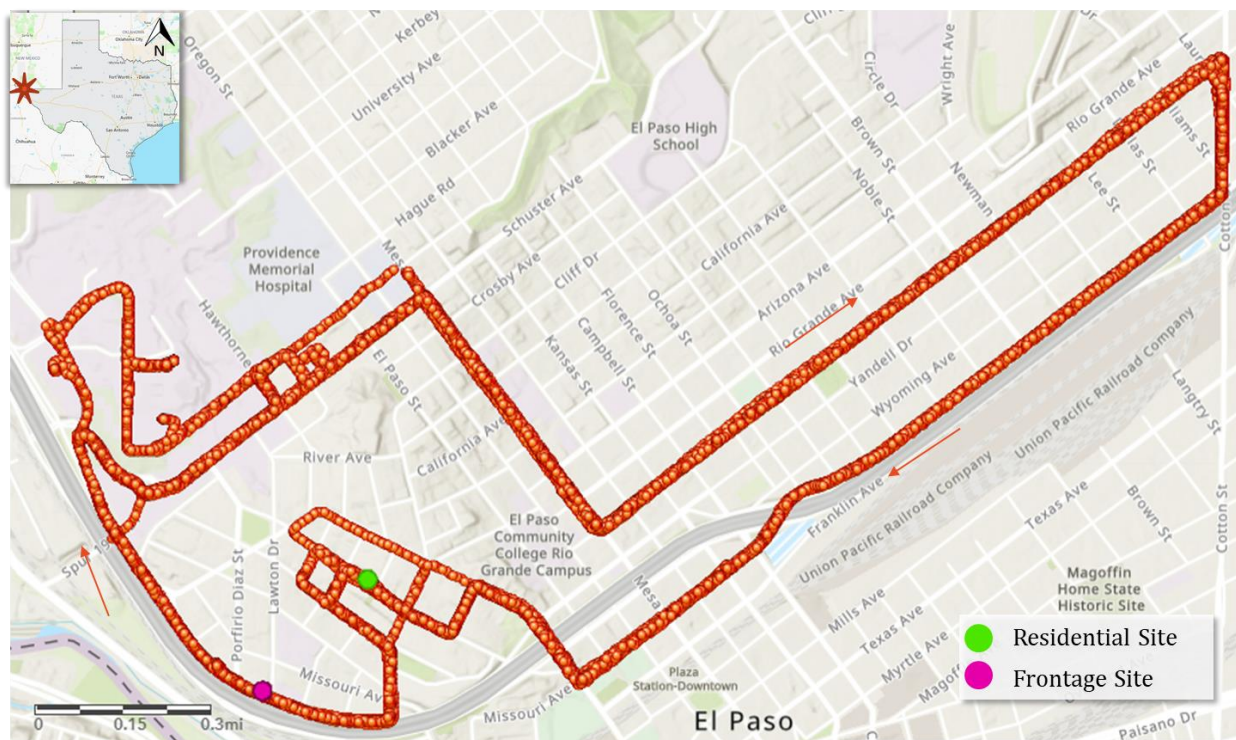 N
Oregon St
Kerbey
University Ave
Blacker Ave
Hague Rd
Schuster Ave
El Paso High
School
Circle Dr
Wright Ave
Brown St
Noble St
Newman
Rio Grande Ave
Lee St
Providence
Memorial
Hospital
Hawthorne
Crosby Ave
Cliff Dr
California Ave
Arizona Ave
Rio Grande Ave
Florence St
Ochoa St
Campbell St
Kansas St
El Paso St
California Ave
River Ave
Yandell Dr
Wyoming Ave
Union Pacific Railroad Company
Langtry St
Cotton
Cotton St
Franklin Ave
Union Pacific Railroad Company
Texas Ave
Brown St
El Paso
Community
College Rio
Grande Campus
Porfirio Diaz St
Lawton Dr
Mesa
Mills Ave
Texas Ave
Myrtle Ave
Magoffin
Home State
Historic Site
Missouri Av
Missouri Ave
Plaza
Station-Downtown
El Paso
Paisano Dr
Residential Site
Frontage Site
0 0.15 0.3mi